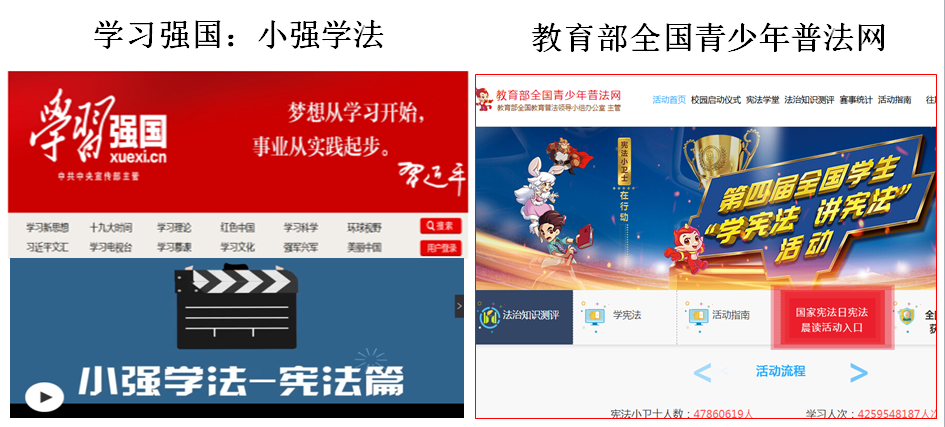 学习强国：小强学法
教育部全国青少年普法网
学習
强国
xuexi.cn
中共中央宣传部主管
梦想从学习开始，
事业从实践起步。
习近平
学习新思想 十九大时间 学习理论 红色中国 学习科学 环球视野 搜索
习近平文汇 学习电视台 学习慕课 学习文化 强军兴军 美丽中国 用户登录
小强学法-宪法篇
教育部全国青少年普法网
教育部全国教育普法领导小组办公室 主管
活动首页 校园启动仪式 宪法学堂 法治知识测评 赛事统计 活动指南
宪法小卫士
在行动
第四届全国学生
“学宪法 讲宪法”
活动
法治知识测评
学宪法
活动指南
国家宪法日宪法
晨读活动入口
< 活动流程 >
宪法小卫士人数：47860619人 学习人次：4259548187人次